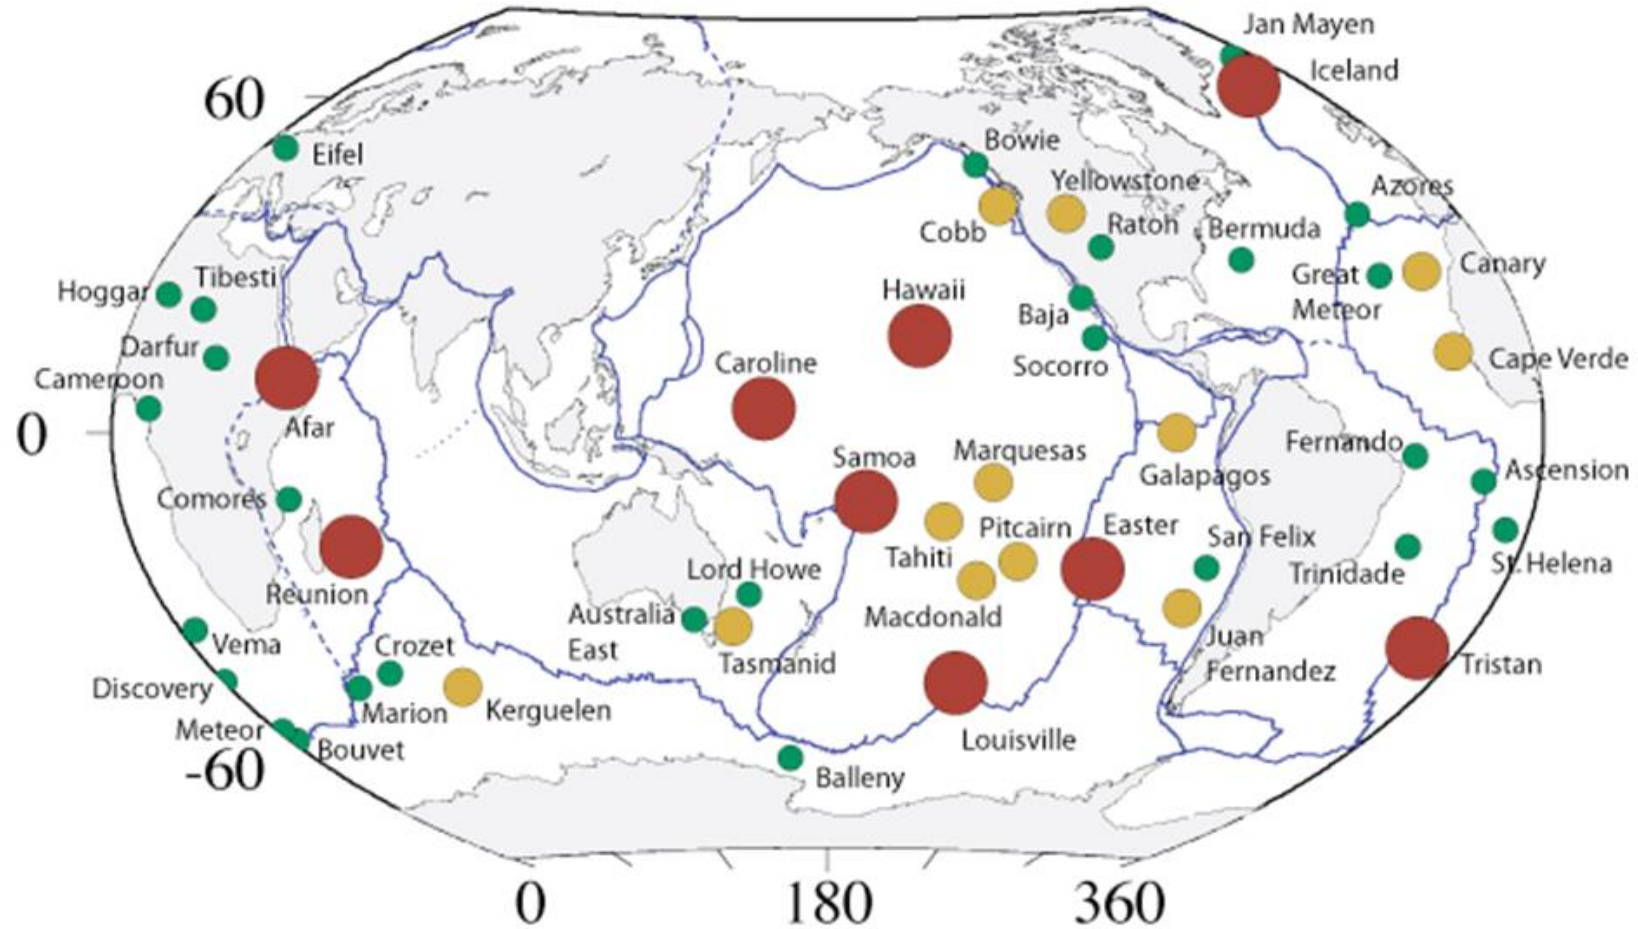 Jan Mayen
Iceland
60
Bowie
Eifel
Yellowstone
Azores
Cobb
Ratoh
Bermuda
Hoggar
Tibesti
Great
Meteor
Canary
Hawaii
Baja
Darfur
Caroline
Socorro
Cape Verde
Cameroon
0
Afar
Samoa
Marquesas
Fernando
Galapagos
Ascension
Comores
Tahiti
Pitcairn
Easter
San Felix
St. Helena
Lord Howe
Trinidade
Reunion
Australia
East
Macdonald
Vema
Crozet
Tasmanid
Juan
Fernandez
Tristan
Discovery
Marion
Kerguelen
Meteor
Bouvet
Louisville
-60
Balleny
0
180
360